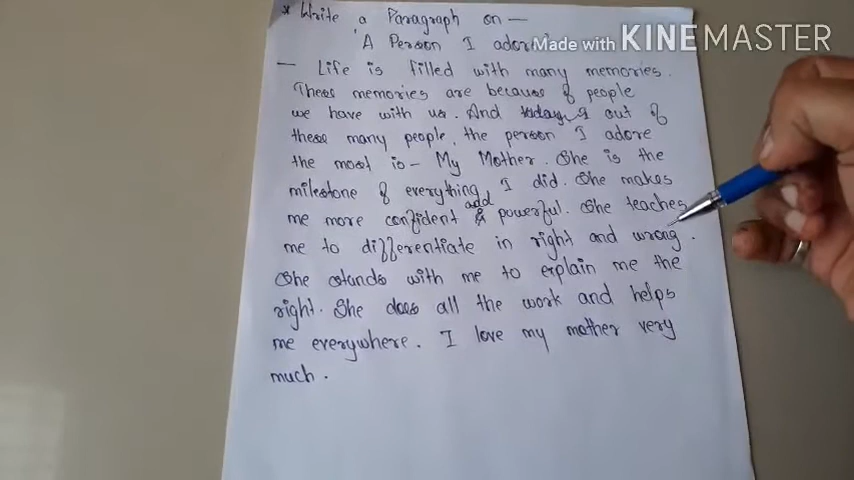 * Write a Paragraph on —
'A Person I adore'
Made with KINEMASTER
— Life is filled with many memories.
These memories are because of people
we have with us. And today, out of
these many people, the person I adore
the most is - My Mother. She is the
milestone of everything I did. She makes
me more confident add powerful. She teaches
me to differentiate in right and wrong.
She stands with me to explain me the
right. She does all the work and helps
me everywhere. I love my mother very
much.